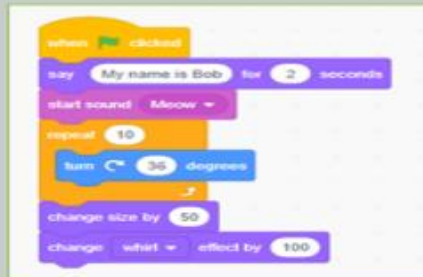 when clicked
say My name is Bob for 2 seconds
start sound Meow
repeat 10
turn 36 degrees
change size by 50
change whirl effect by 100